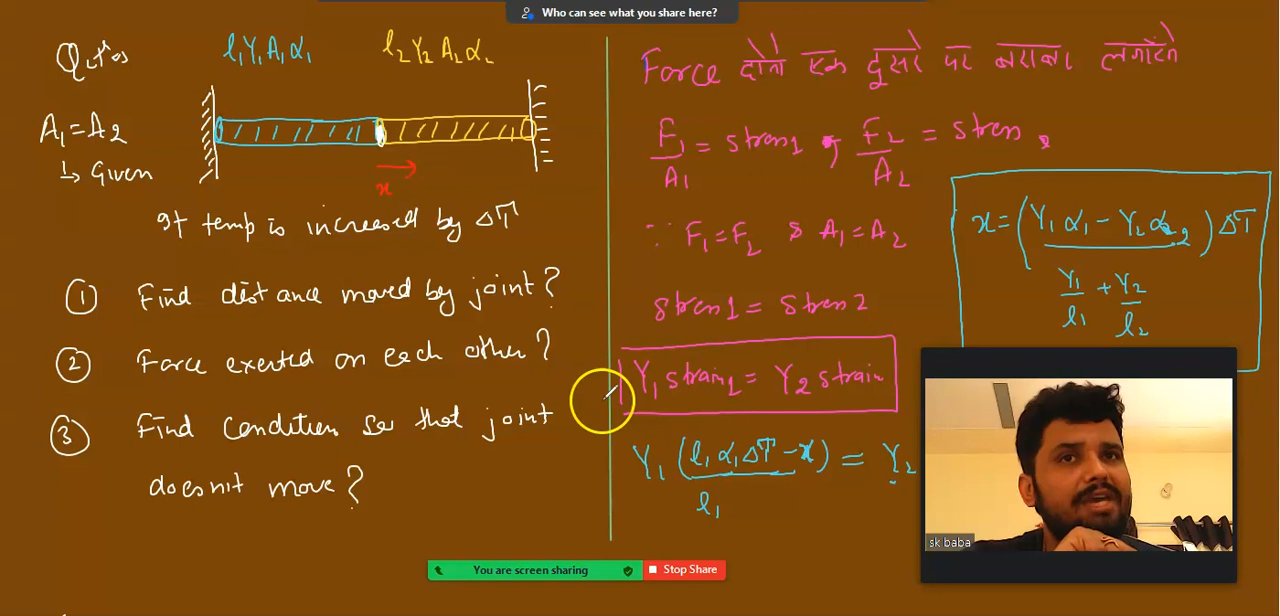 Who can see what you share here?
l₁Y₁A₁α₁ l₂Y₂A₂α₂
A₁=A₂
↳ Given
x
If temp is increased by ΔT
① Find distance moved by joint?
② Force exerted on each other?
③ Find condition so that joint
does not move?
Force दोनो एक दुसरे पर बराबर लगाएंगे
F₁/A₁ = stress1 & F₂/A₂ = stress 2
∵ F₁=F₂ & A₁=A₂
stress1 = stress2
Y₁ strain1 = Y₂ strain
Y₁ (l₁α₁ΔT-x)/l₁ = Y₂
x= (Y₁α₁ - Y₂α₂)ΔT
Y₁/l₁ + Y₂/l₂
sk baba
You are screen sharing
Stop Share